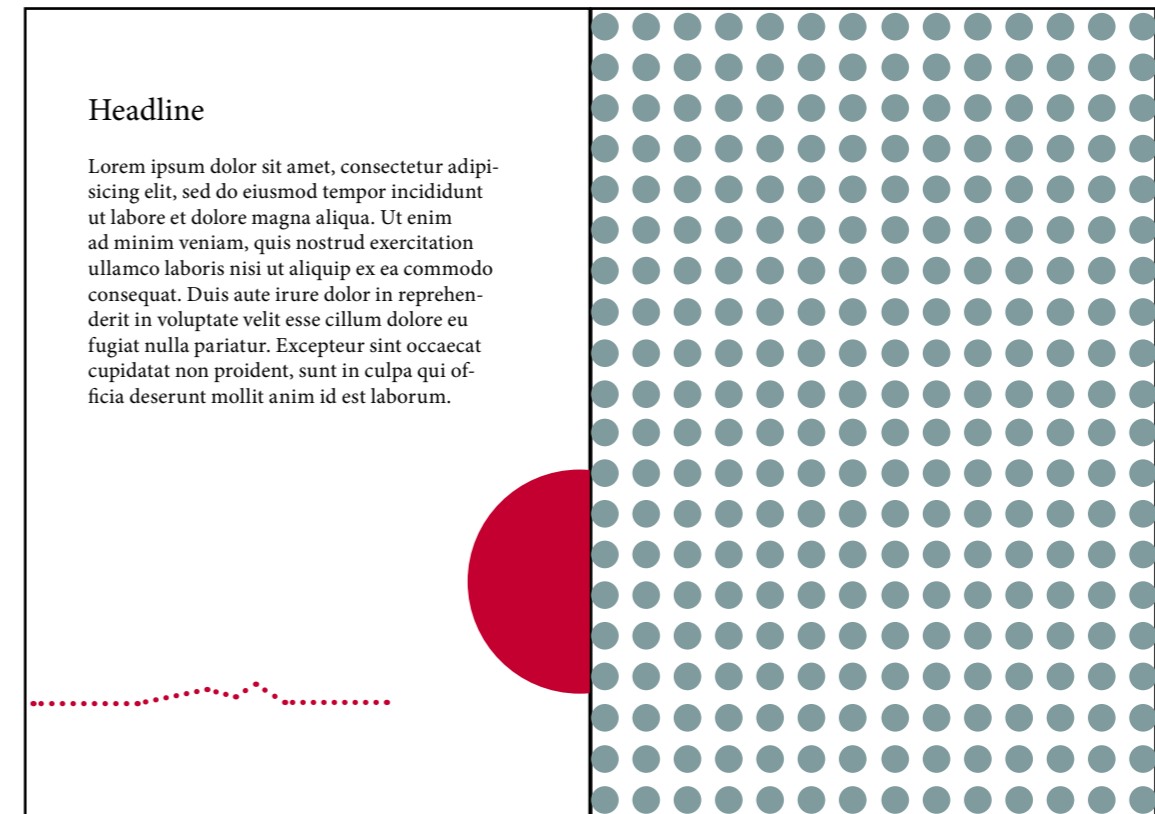 Headline
Lorem ipsum dolor sit amet, consectetur adipi-
sicing elit, sed do eiusmod tempor incididunt
ut labore et dolore magna aliqua. Ut enim
ad minim veniam, quis nostrud exercitation
ullamco laboris nisi ut aliquip ex ea commodo
consequat. Duis aute irure dolor in reprehen-
derit in voluptate velit esse cillum dolore eu
fugiat nulla pariatur. Excepteur sint occaecat
cupidatat non proident, sunt in culpa qui of-
ficia deserunt mollit anim id est laborum.